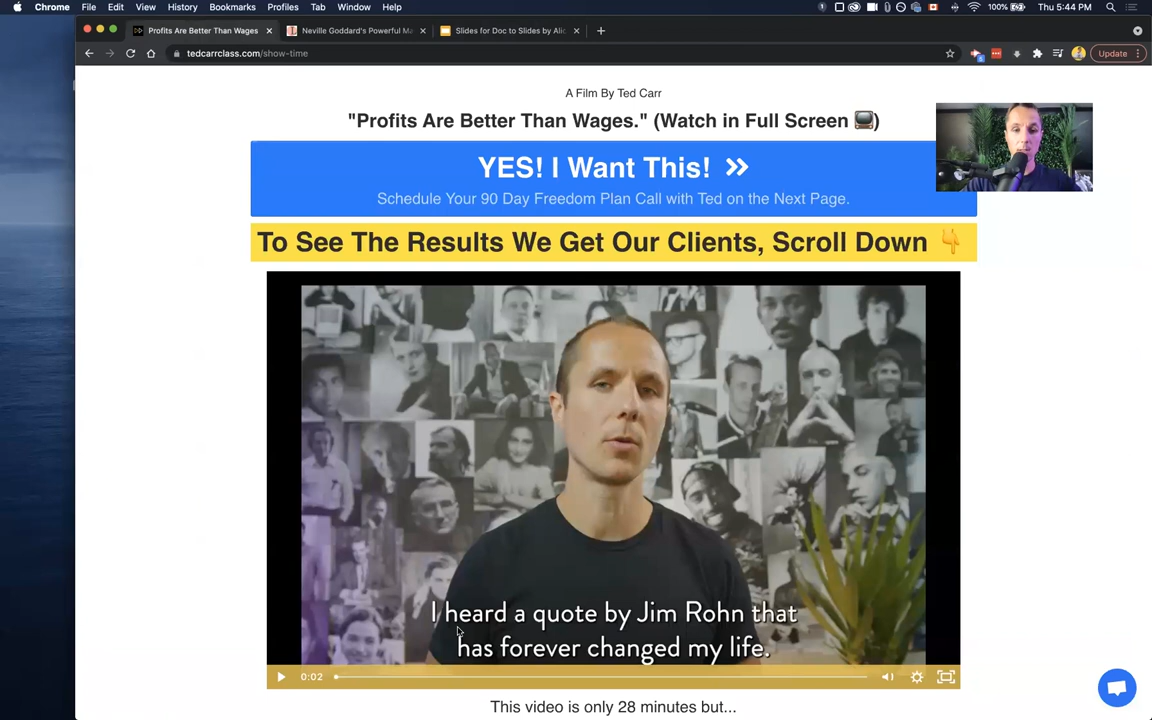 Chrome File Edit View History Bookmarks Profiles Tab Window Help 100% Thu 5:44 PM
Profits Are Better Than Wages Neville Goddard's Powerful Ma Slides for Doc to Slides by Alic
tedcarrclass.com/show-time Update
A Film By Ted Carr
"Profits Are Better Than Wages." (Watch in Full Screen 📺)
YES! I Want This! »
Schedule Your 90 Day Freedom Plan Call with Ted on the Next Page.
To See The Results We Get Our Clients, Scroll Down 👇
I heard a quote by Jim Rohn that
has forever changed my life.
0:02
This video is only 28 minutes but...